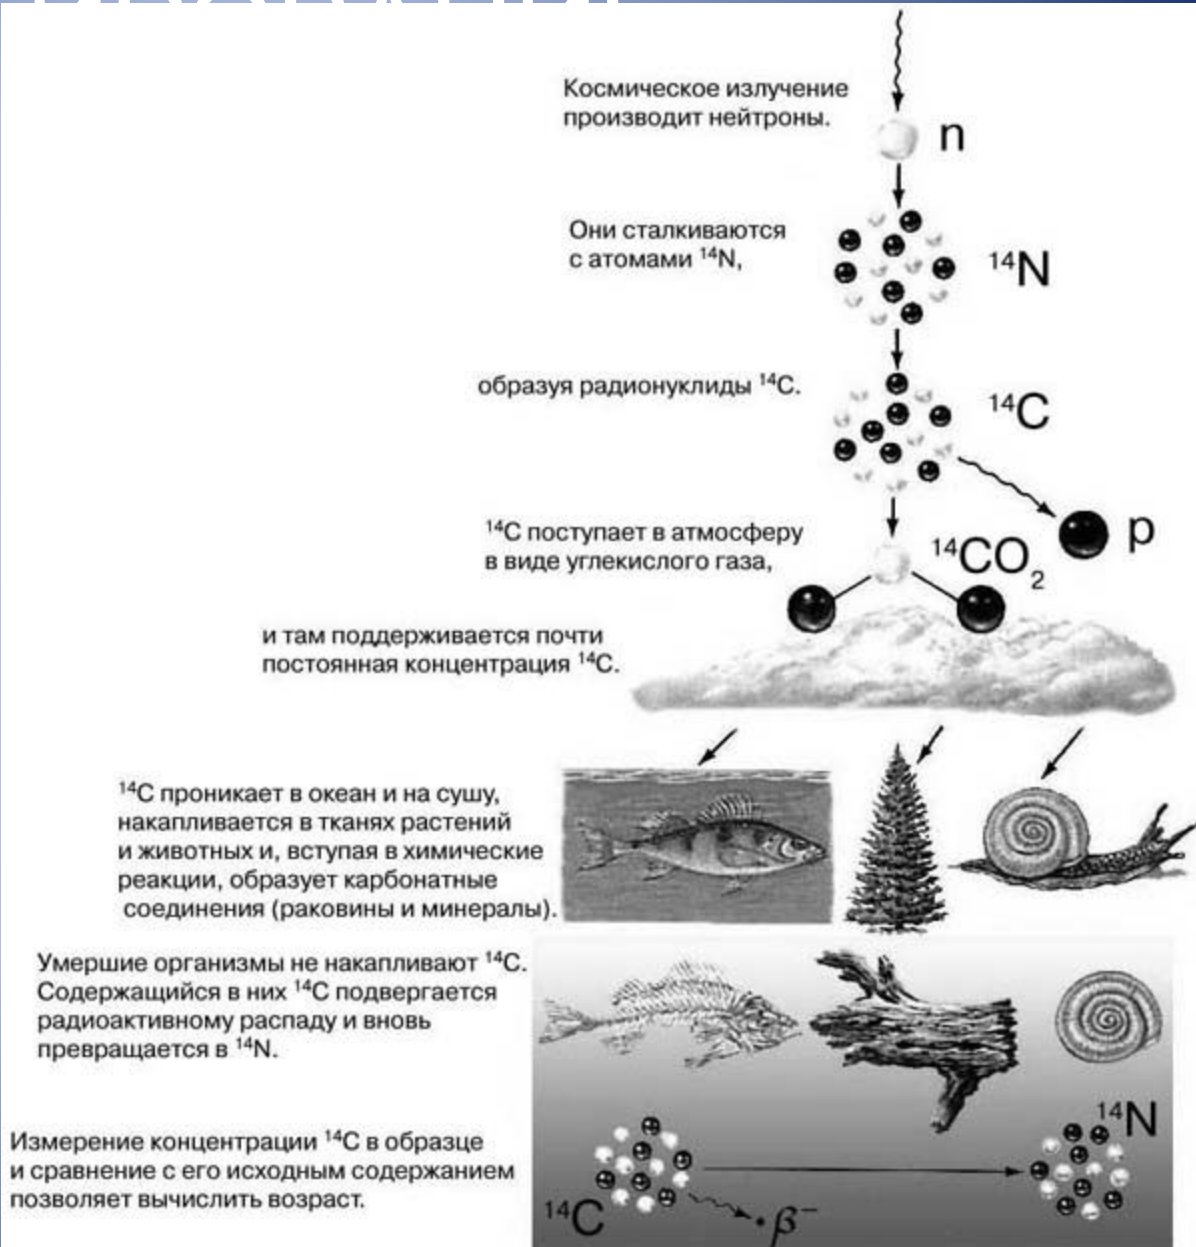 Космическое излучение
производит нейтроны.
n
Они сталкиваются
с атомами ¹⁴N,
¹⁴N
образуя радионуклиды ¹⁴C.
¹⁴C
p
¹⁴C поступает в атмосферу
в виде углекислого газа,
¹⁴CO₂
и там поддерживается почти
постоянная концентрация ¹⁴C.
¹⁴C проникает в океан и на сушу,
накапливается в тканях растений
и животных и, вступая в химические
реакции, образует карбонатные
соединения (раковины и минералы).
Умершие организмы не накапливают ¹⁴C.
Содержащийся в них ¹⁴C подвергается
радиоактивному распаду и вновь
превращается в ¹⁴N.
Измерение концентрации ¹⁴C в образце
и сравнение с его исходным содержанием
позволяет вычислить возраст.
¹⁴C
β⁻
¹⁴N